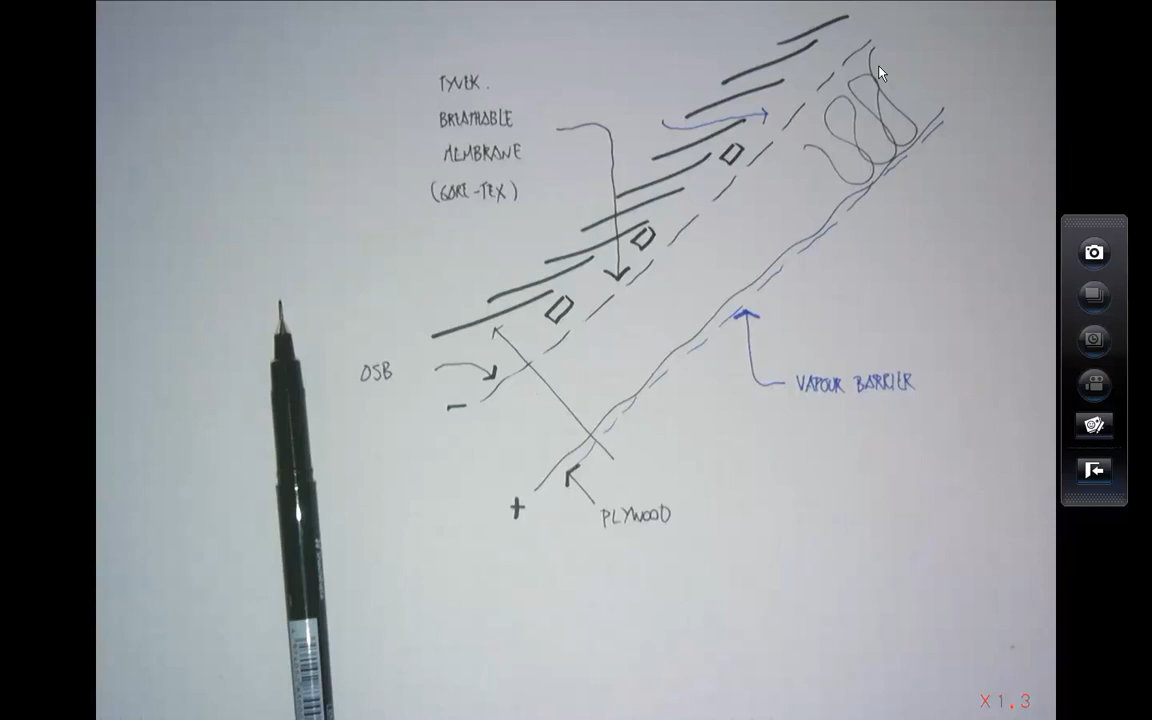 TYVEK.
BREATHABLE
MEMBRANE
(GORE-TEX)
OSB
-
+
PLYWOOD
VAPOUR BARRIER
X1.3